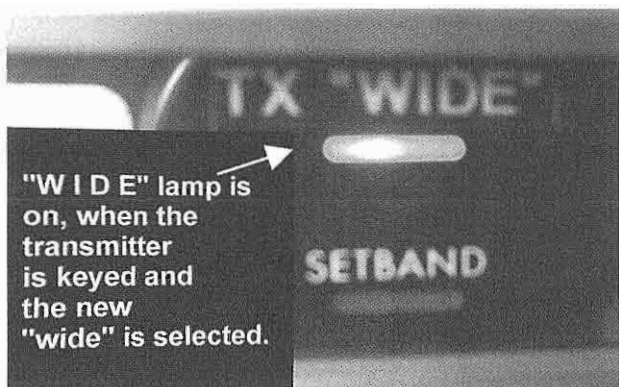 TX "WIDE"
"W I D E" lamp is
on, when the
transmitter
is keyed and
the new
"wide" is selected.
SETBAND